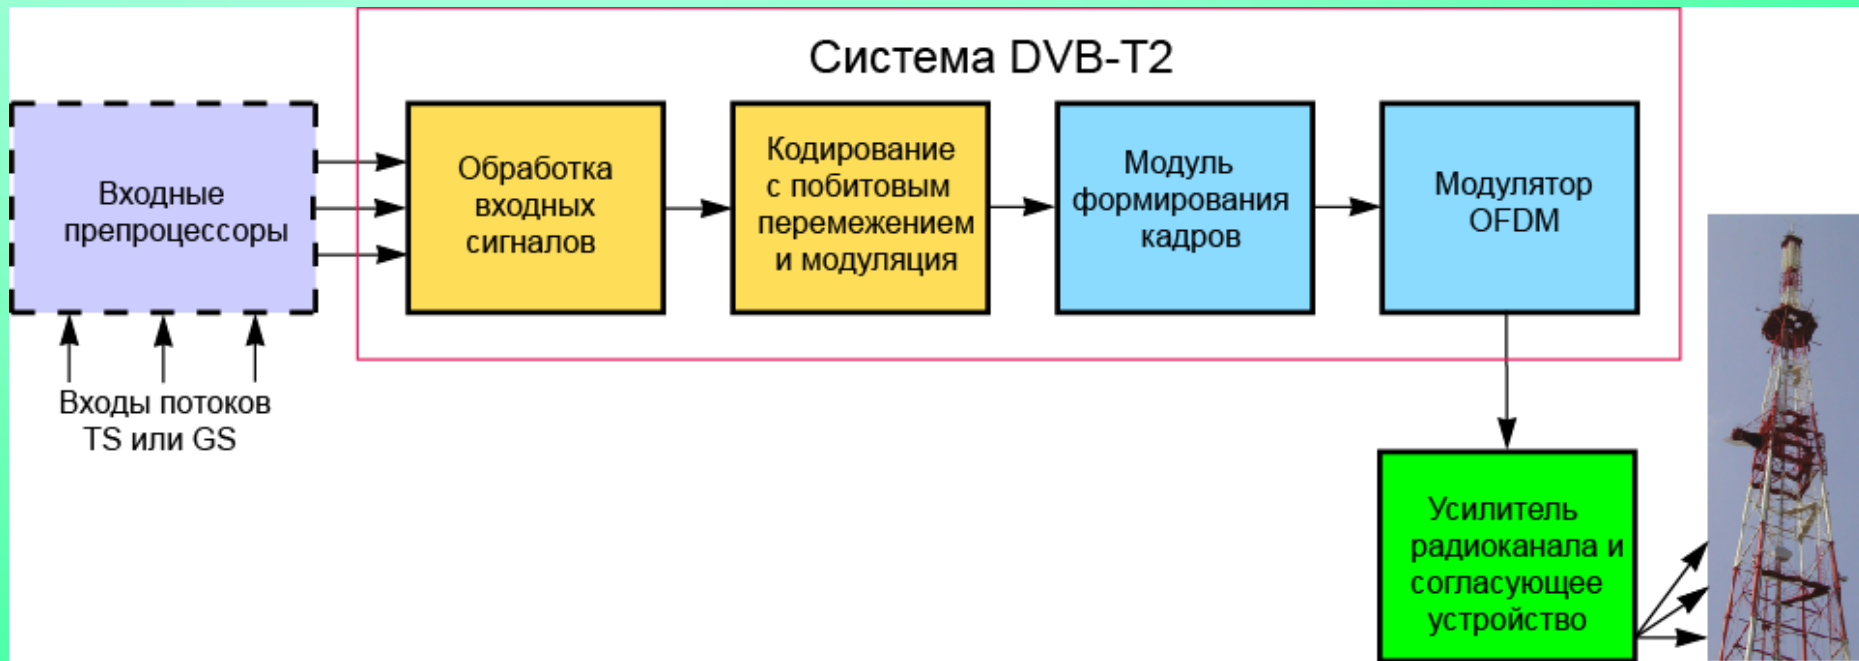 Система DVB-T2
Входные
препроцессоры
Обработка
входных
сигналов
Кодирование
с побитовым
перемежением
и модуляция
Модуль
формирования
кадров
Модулятор
OFDM
Входы потоков
TS или GS
Усилитель
радиоканала и
согласующее
устройство